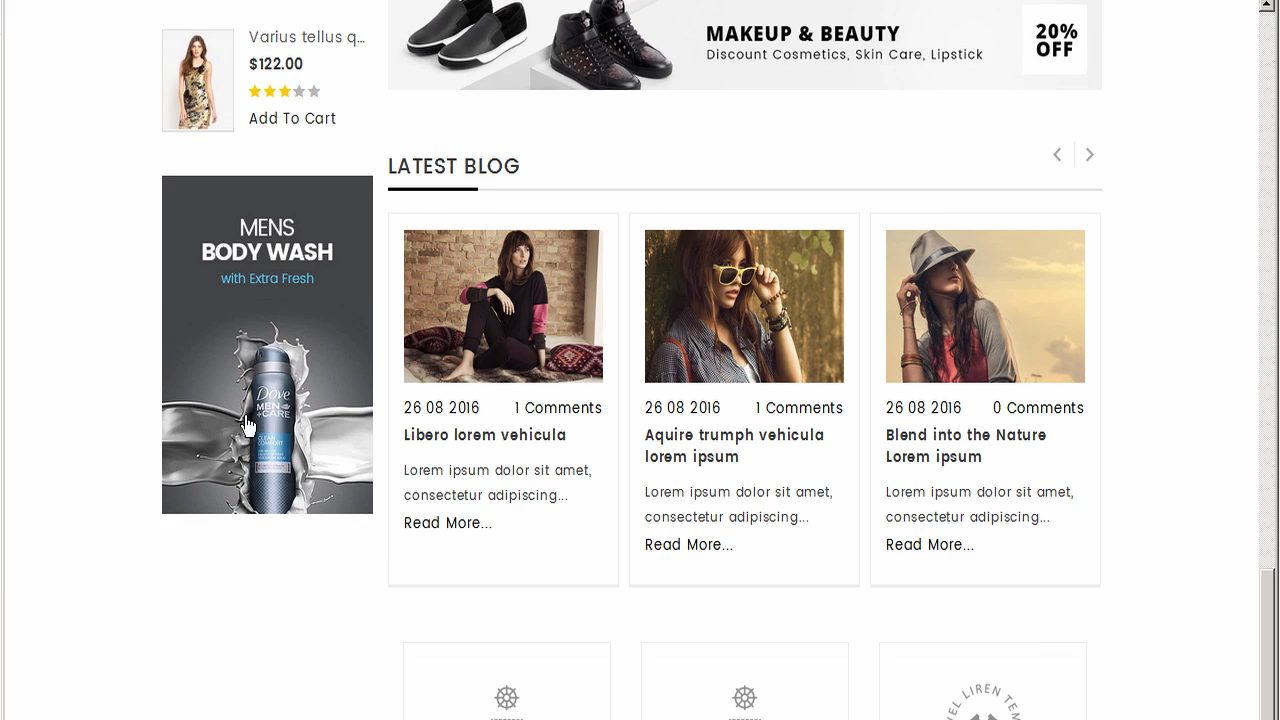 Varius tellus q...
$122.00
Add To Cart
MAKEUP & BEAUTY
Discount Cosmetics, Skin Care, Lipstick
20%
OFF
LATEST BLOG
MENS
BODY WASH
with Extra Fresh
Dove
MEN
+CARE
CLEAN
COMFORT
26 08 2016 1 Comments
Libero lorem vehicula
Lorem ipsum dolor sit amet,
consectetur adipiscing...
Read More...
26 08 2016 1 Comments
Aquire trumph vehicula
lorem ipsum
Lorem ipsum dolor sit amet,
consectetur adipiscing...
Read More...
26 08 2016 0 Comments
Blend into the Nature
Lorem ipsum
Lorem ipsum dolor sit amet,
consectetur adipiscing...
Read More...